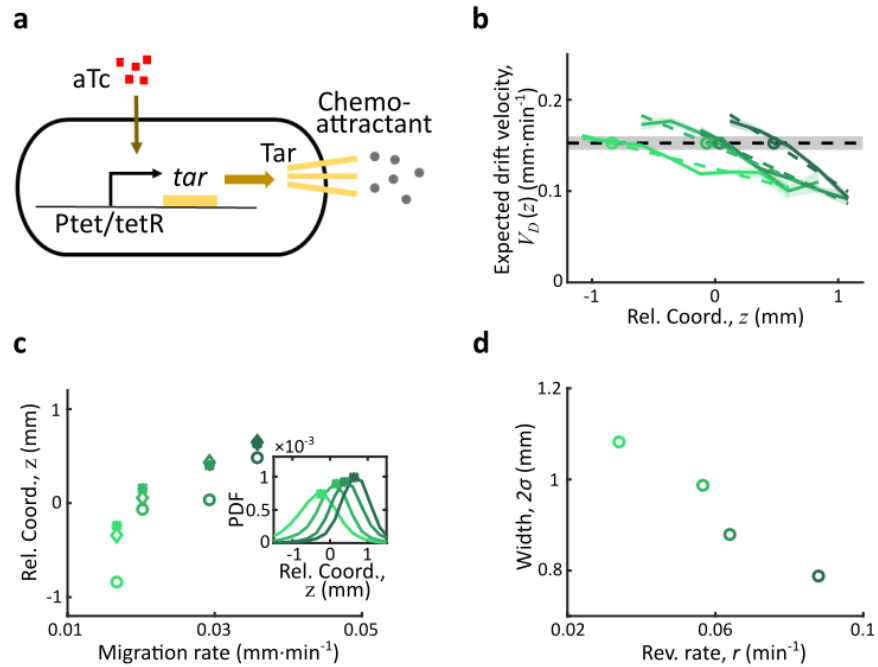 a
aTc
Chemo-
attractant
Tar
tar
Ptet/tetR
b
Expected drift velocity,
V_D (z) (mm·min⁻¹)
0.2
0.1
0
-1
0
1
Rel. Coord., z (mm)
c
Rel. Coord., z (mm)
1
0
-1
0.01
0.03
0.05
Migration rate (mm·min⁻¹)
×10⁻³
PDF
1
0.5
0
-1
0
1
Rel. Coord.,
z (mm)
d
Width, 2σ (mm)
1.2
1
0.8
0.02
0.06
0.1
Rev. rate, r (min⁻¹)